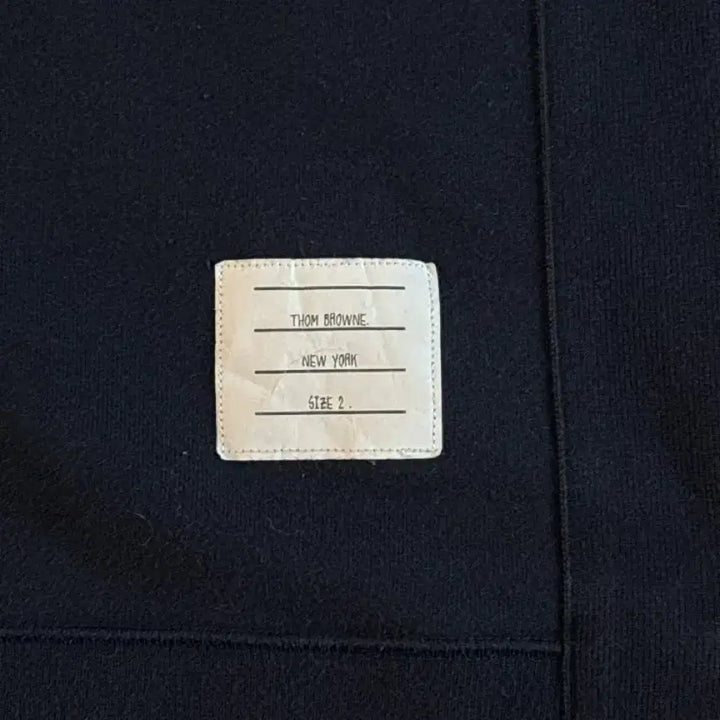 THOM BROWNE.
NEW YORK
SIZE 2.